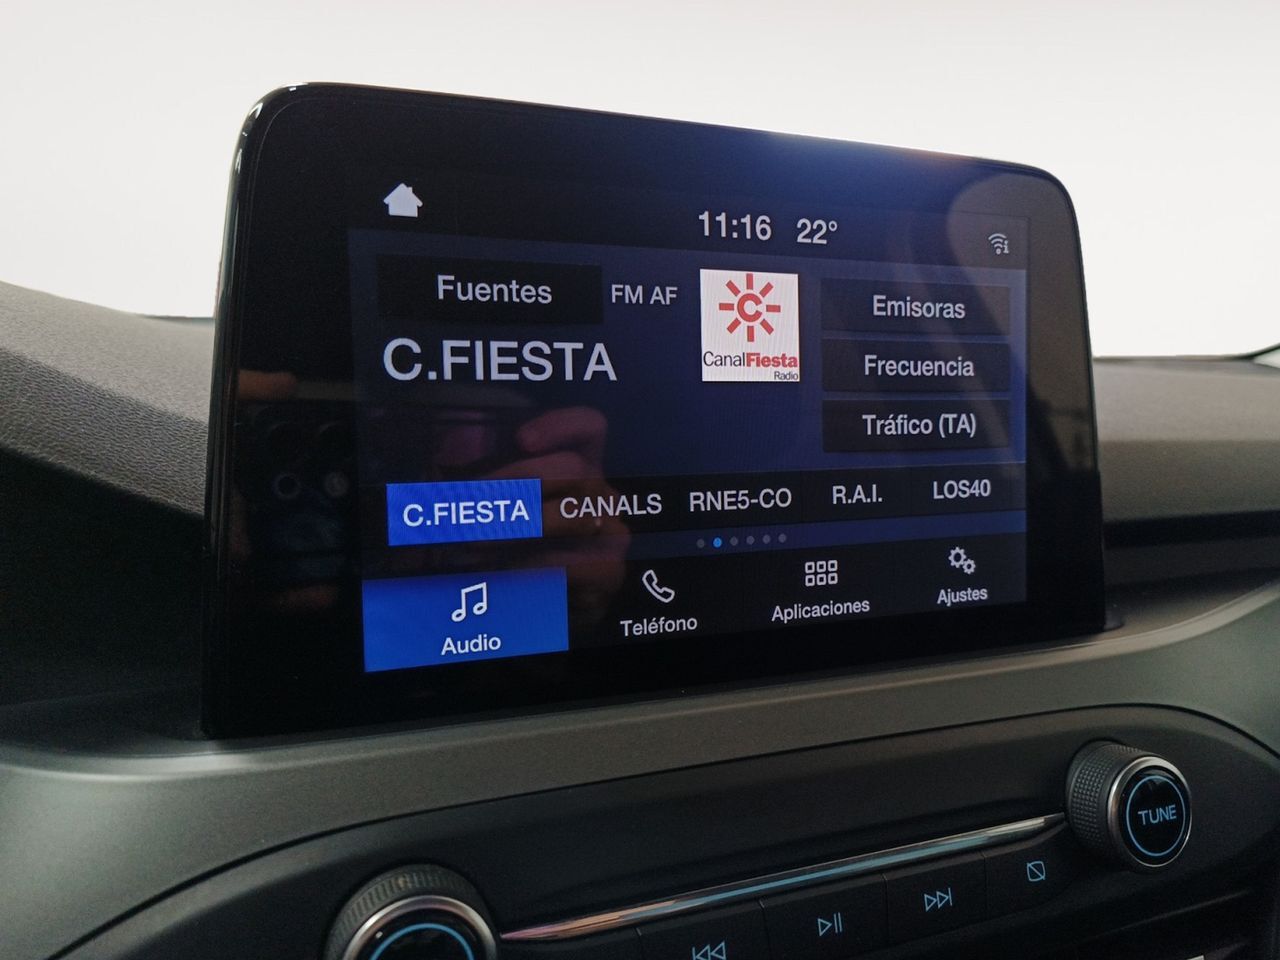 11:16 22°
Fuentes
FM AF
C.FIESTA
C
CanalFiesta
Radio
Emisoras
Frecuencia
Tráfico (TA)
C.FIESTA CANALS RNE5-CO R.A.I. LOS40
Audio Teléfono Aplicaciones Ajustes
TUNE